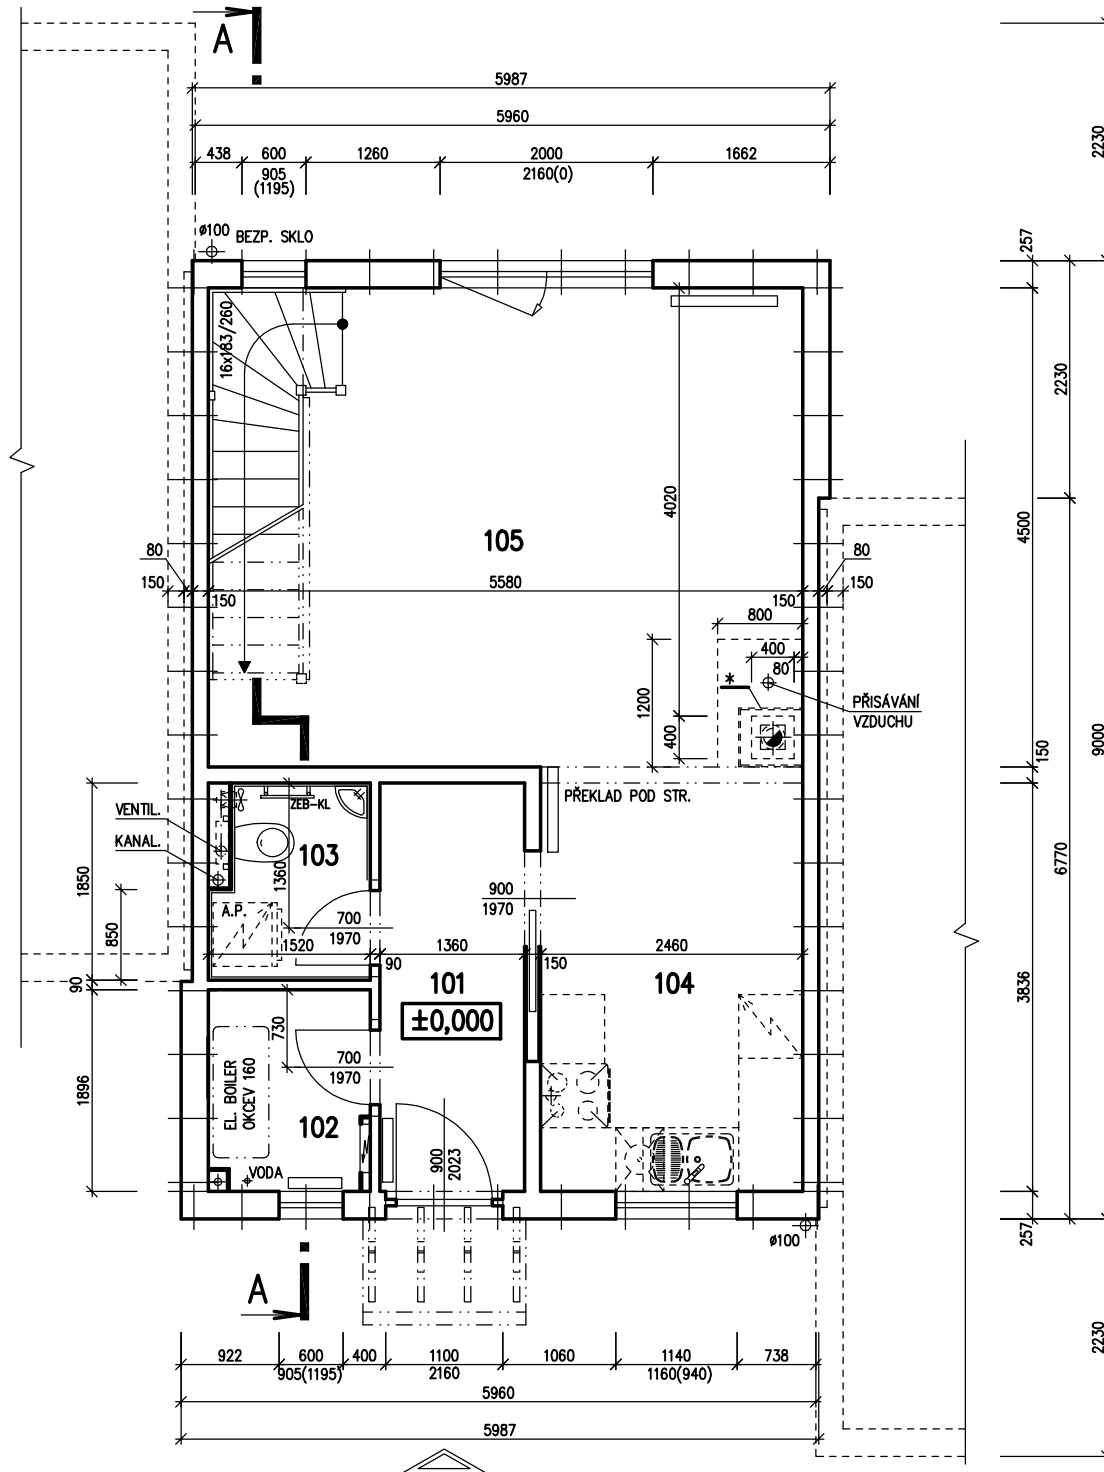 A
5987
5960
438 600 1260 2000 1662
905 2160(0)
(1195)
2230
ø100 BEZP. SKLO
257
16x183/260
2230
4020
105
4500
80
80
150
5580
150
150
150
800
400
80
*
1200
400
PŘISÁVÁNÍ
VZDUCHU
9000
150
PŘEKLAD POD STR.
VENTIL.
KANAL.
ZEB-KL
103
1360
1850
850
6770
900
1970
A.P.
700
1970
1520 1360 2460
90
150
90
101
104
3836
±0,000
730
700
1970
EL. BOILER
OKCEV 160
1896
102
VODA
900
2023
ø100
257
A
2230
922 600 400 1100 1060 1140 738
905(1195) 2160 1160(940)
5960
5987